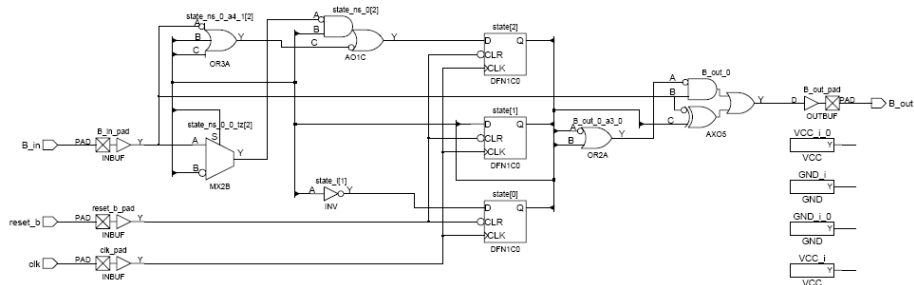 state_ns_0_a4_1[2]
A
B
C
Y
OR3A
state_ns_0[2]
A
B
C
Y
AO1C
state[2]
D Q
CLR
CLK
DFN1C0
state_ns_0_0_tz[2]
S
A
B
Y
MX2B
state[1]
D Q
CLR
CLK
DFN1C0
B_out_0_a3_0
A
B
Y
OR2A
B_out_0
A
B
C
Y
AXO5
B_out_pad
D
PAD
OUTBUF
B_out
B_in
PAD
B_in_pad
Y
INBUF
state_i[1]
A
Y
INV
state[0]
D Q
CLR
CLK
DFN1C0
reset_b
PAD
reset_b_pad
Y
INBUF
clk
PAD
clk_pad
Y
INBUF
VCC_i_0
Y
VCC
GND_i
Y
GND
GND_i_0
Y
GND
VCC_i
Y
VCC